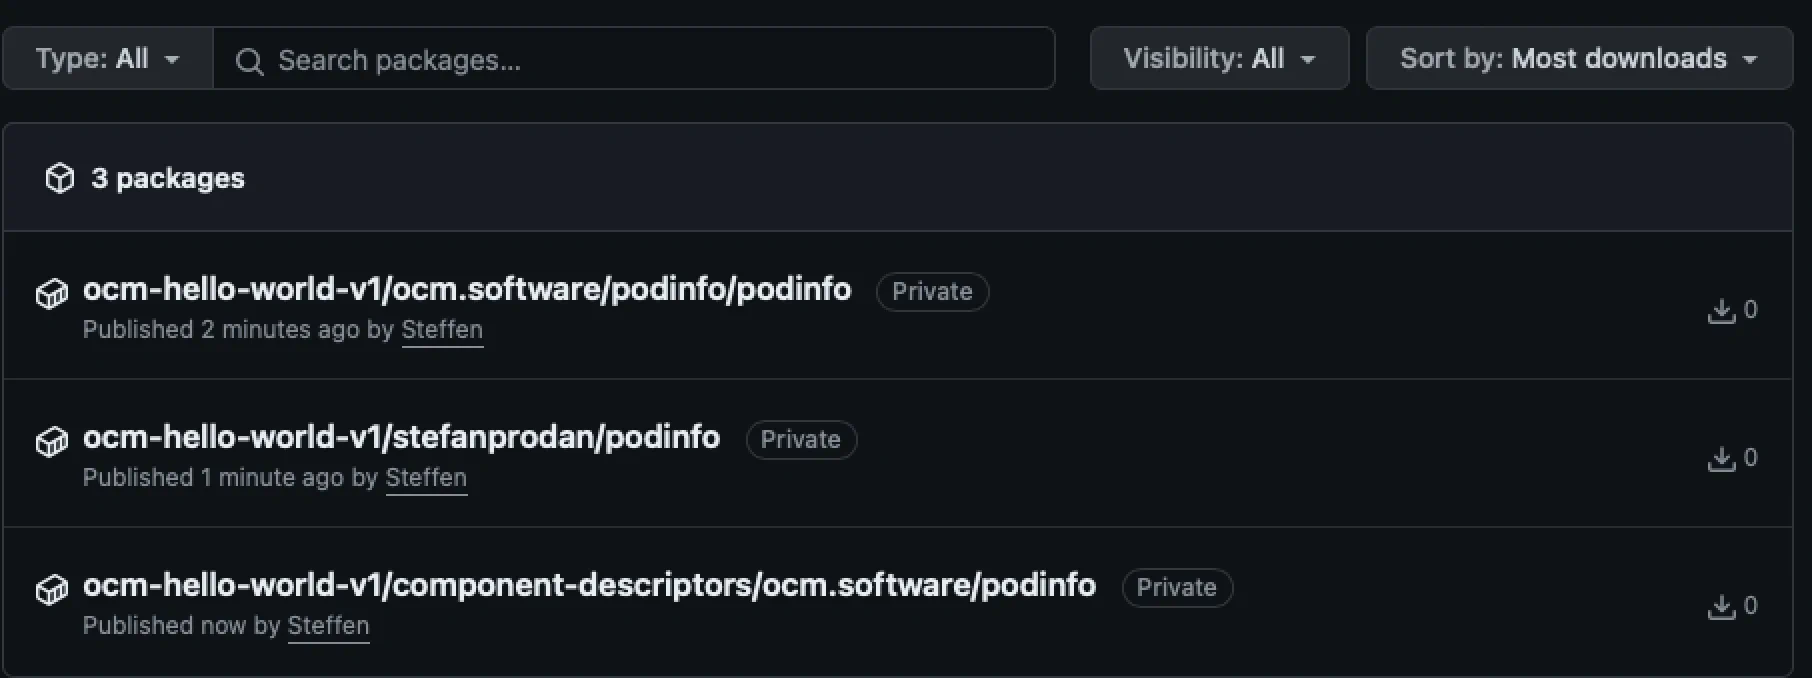 Type: All
Search packages...
Visibility: All
Sort by: Most downloads
3 packages
ocm-hello-world-v1/ocm.software/podinfo/podinfo Private
Published 2 minutes ago by Steffen
0
ocm-hello-world-v1/stefanprodan/podinfo Private
Published 1 minute ago by Steffen
0
ocm-hello-world-v1/component-descriptors/ocm.software/podinfo Private
Published now by Steffen
0